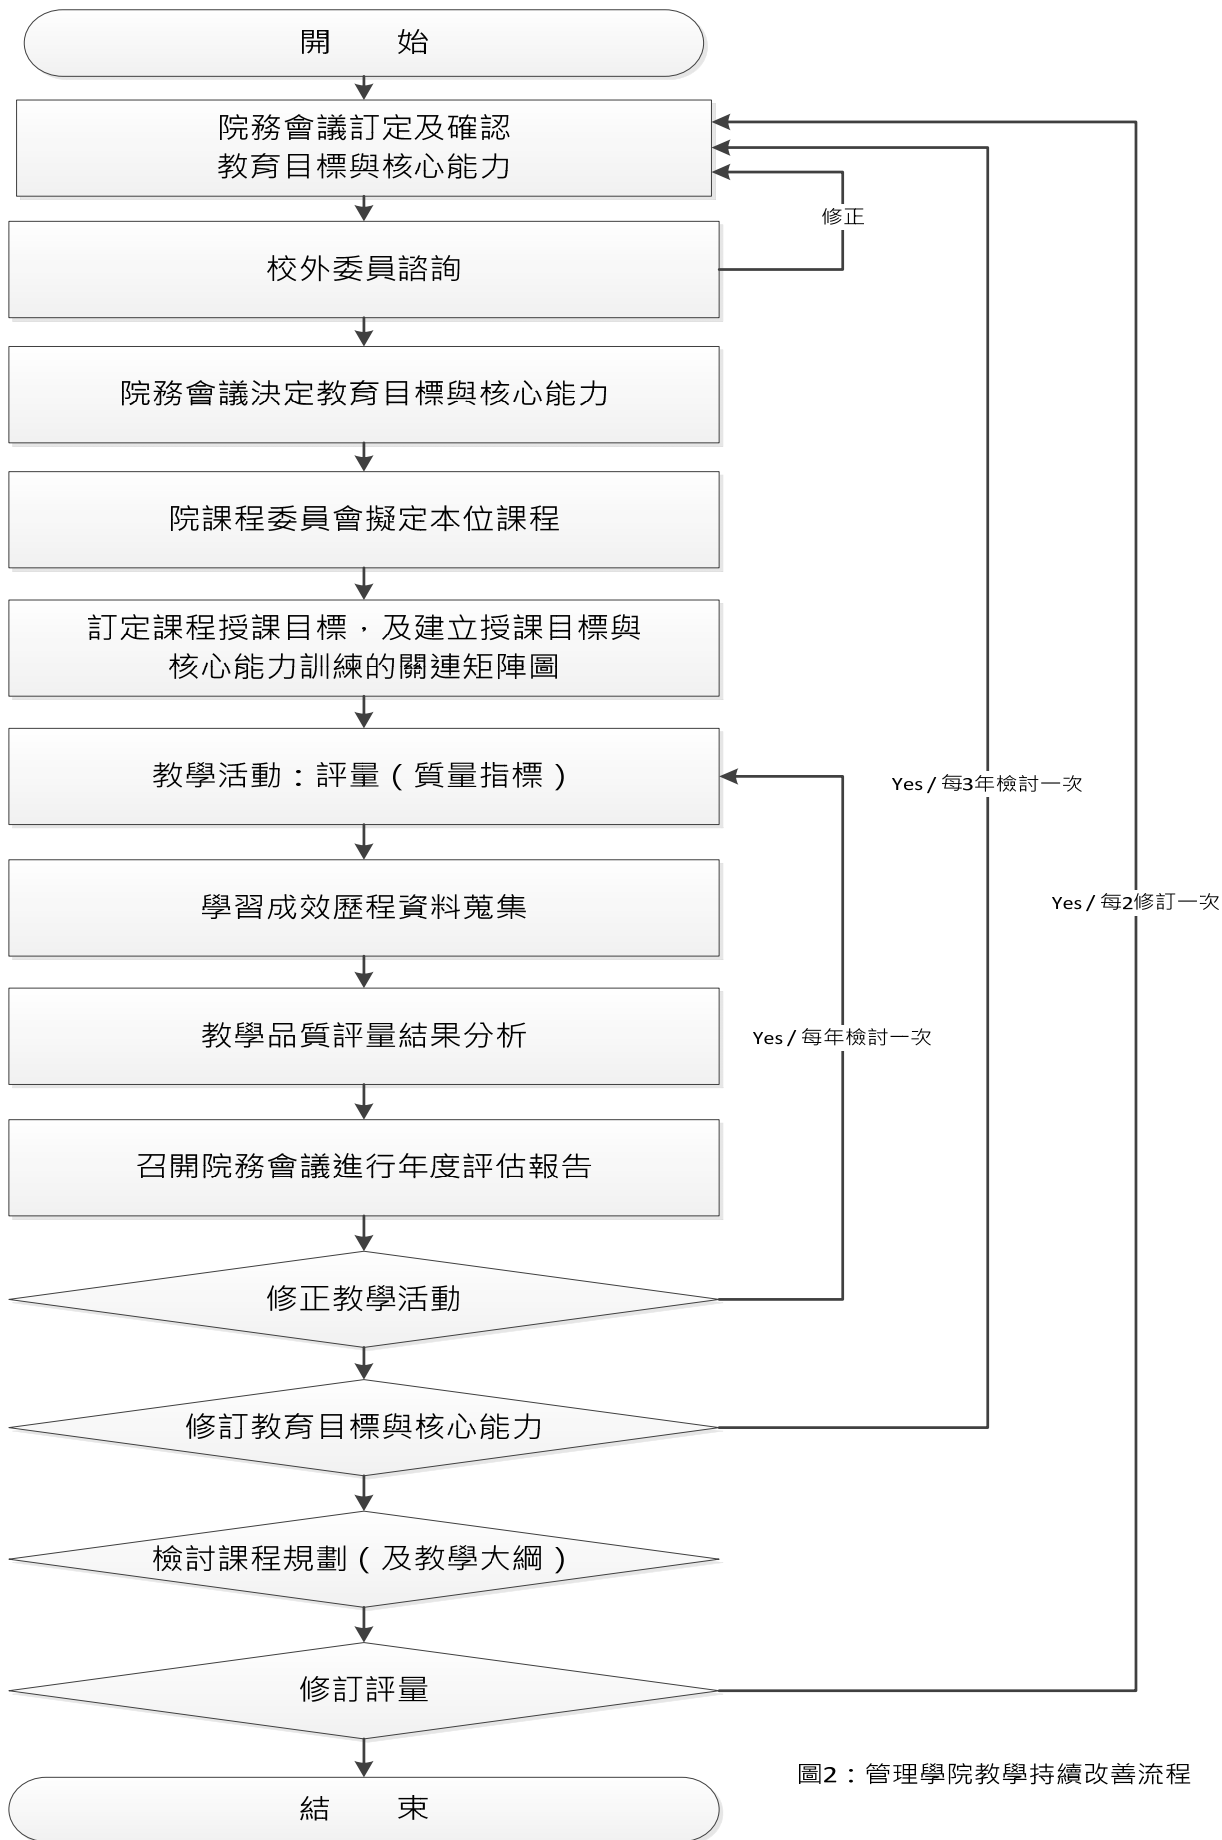 開　　始
院務會議訂定及確認
教育目標與核心能力
修正
校外委員諮詢
院務會議決定教育目標與核心能力
院課程委員會擬定本位課程
訂定課程授課目標，及建立授課目標與
核心能力訓練的關連矩陣圖
教學活動：評量（質量指標）
Yes / 每3年檢討一次
學習成效歷程資料蒐集
Yes / 每2修訂一次
教學品質評量結果分析
Yes / 每年檢討一次
召開院務會議進行年度評估報告
修正教學活動
修訂教育目標與核心能力
檢討課程規劃（及教學大綱）
修訂評量
圖2：管理學院教學持續改善流程
結　　束